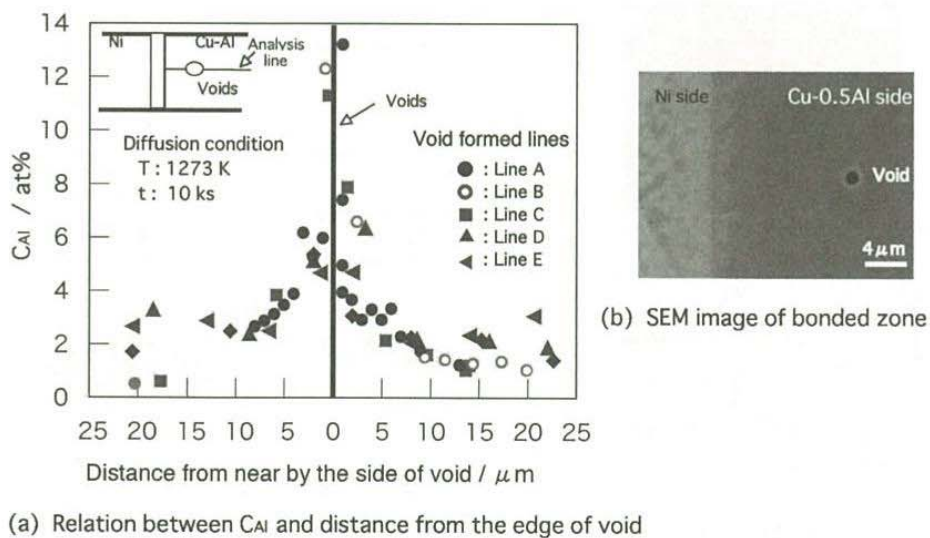 14
12
10
8
6
4
2
0
CAl / at%
Ni
Cu-Al
Analysis
line
Voids
Voids
Diffusion condition
T : 1273 K
t : 10 ks
Void formed lines
: Line A
: Line B
: Line C
: Line D
: Line E
25 20 15 10 5 0 5 10 15 20 25
Distance from near by the side of void / μm
(a) Relation between CAl and distance from the edge of void
Ni side
Cu-0.5Al side
Void
4μm
(b) SEM image of bonded zone